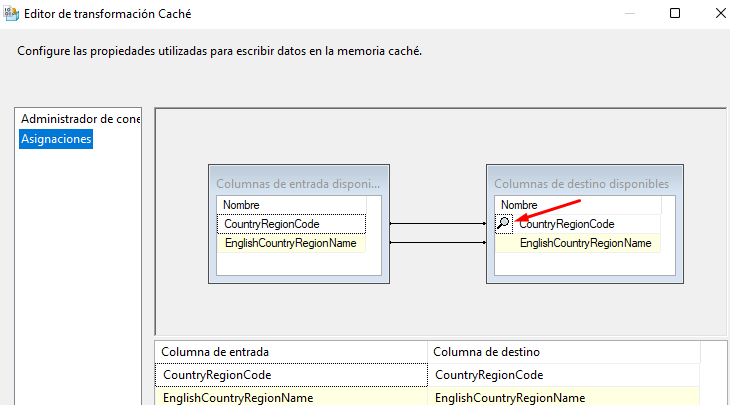 Editor de transformación Caché
Configure las propiedades utilizadas para escribir datos en la memoria caché.
Administrador de cone
Asignaciones
Columnas de entrada disponi...
Nombre
CountryRegionCode
EnglishCountryRegionName
Columnas de destino disponibles
Nombre
CountryRegionCode
EnglishCountryRegionName
Columna de entrada Columna de destino
CountryRegionCode CountryRegionCode
EnglishCountryRegionName EnglishCountryRegionName